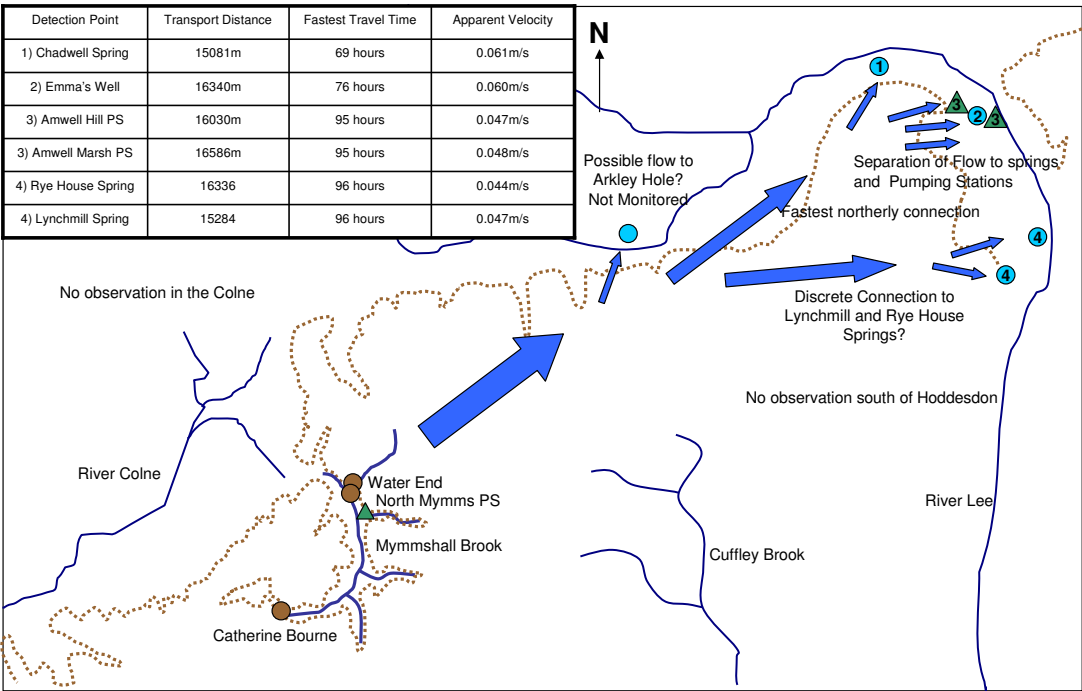 Detection Point Transport Distance Fastest Travel Time Apparent Velocity
1) Chadwell Spring 15081m 69 hours 0.061m/s
2) Emma's Well 16340m 76 hours 0.060m/s
3) Amwell Hill PS 16030m 95 hours 0.047m/s
3) Amwell Marsh PS 16586m 95 hours 0.048m/s
4) Rye House Spring 16336 96 hours 0.044m/s
4) Lynchmill Spring 15284 96 hours 0.047m/s
N
1
3
2
3
Possible flow to
Arkley Hole?
Not Monitored
Separation of Flow to springs
and Pumping Stations
Fastest northerly connection
4
4
No observation in the Colne
Discrete Connection to
Lynchmill and Rye House
Springs?
No observation south of Hoddesdon
River Colne
Water End
North Mymms PS
River Lee
Mymmshall Brook
Cuffley Brook
Catherine Bourne